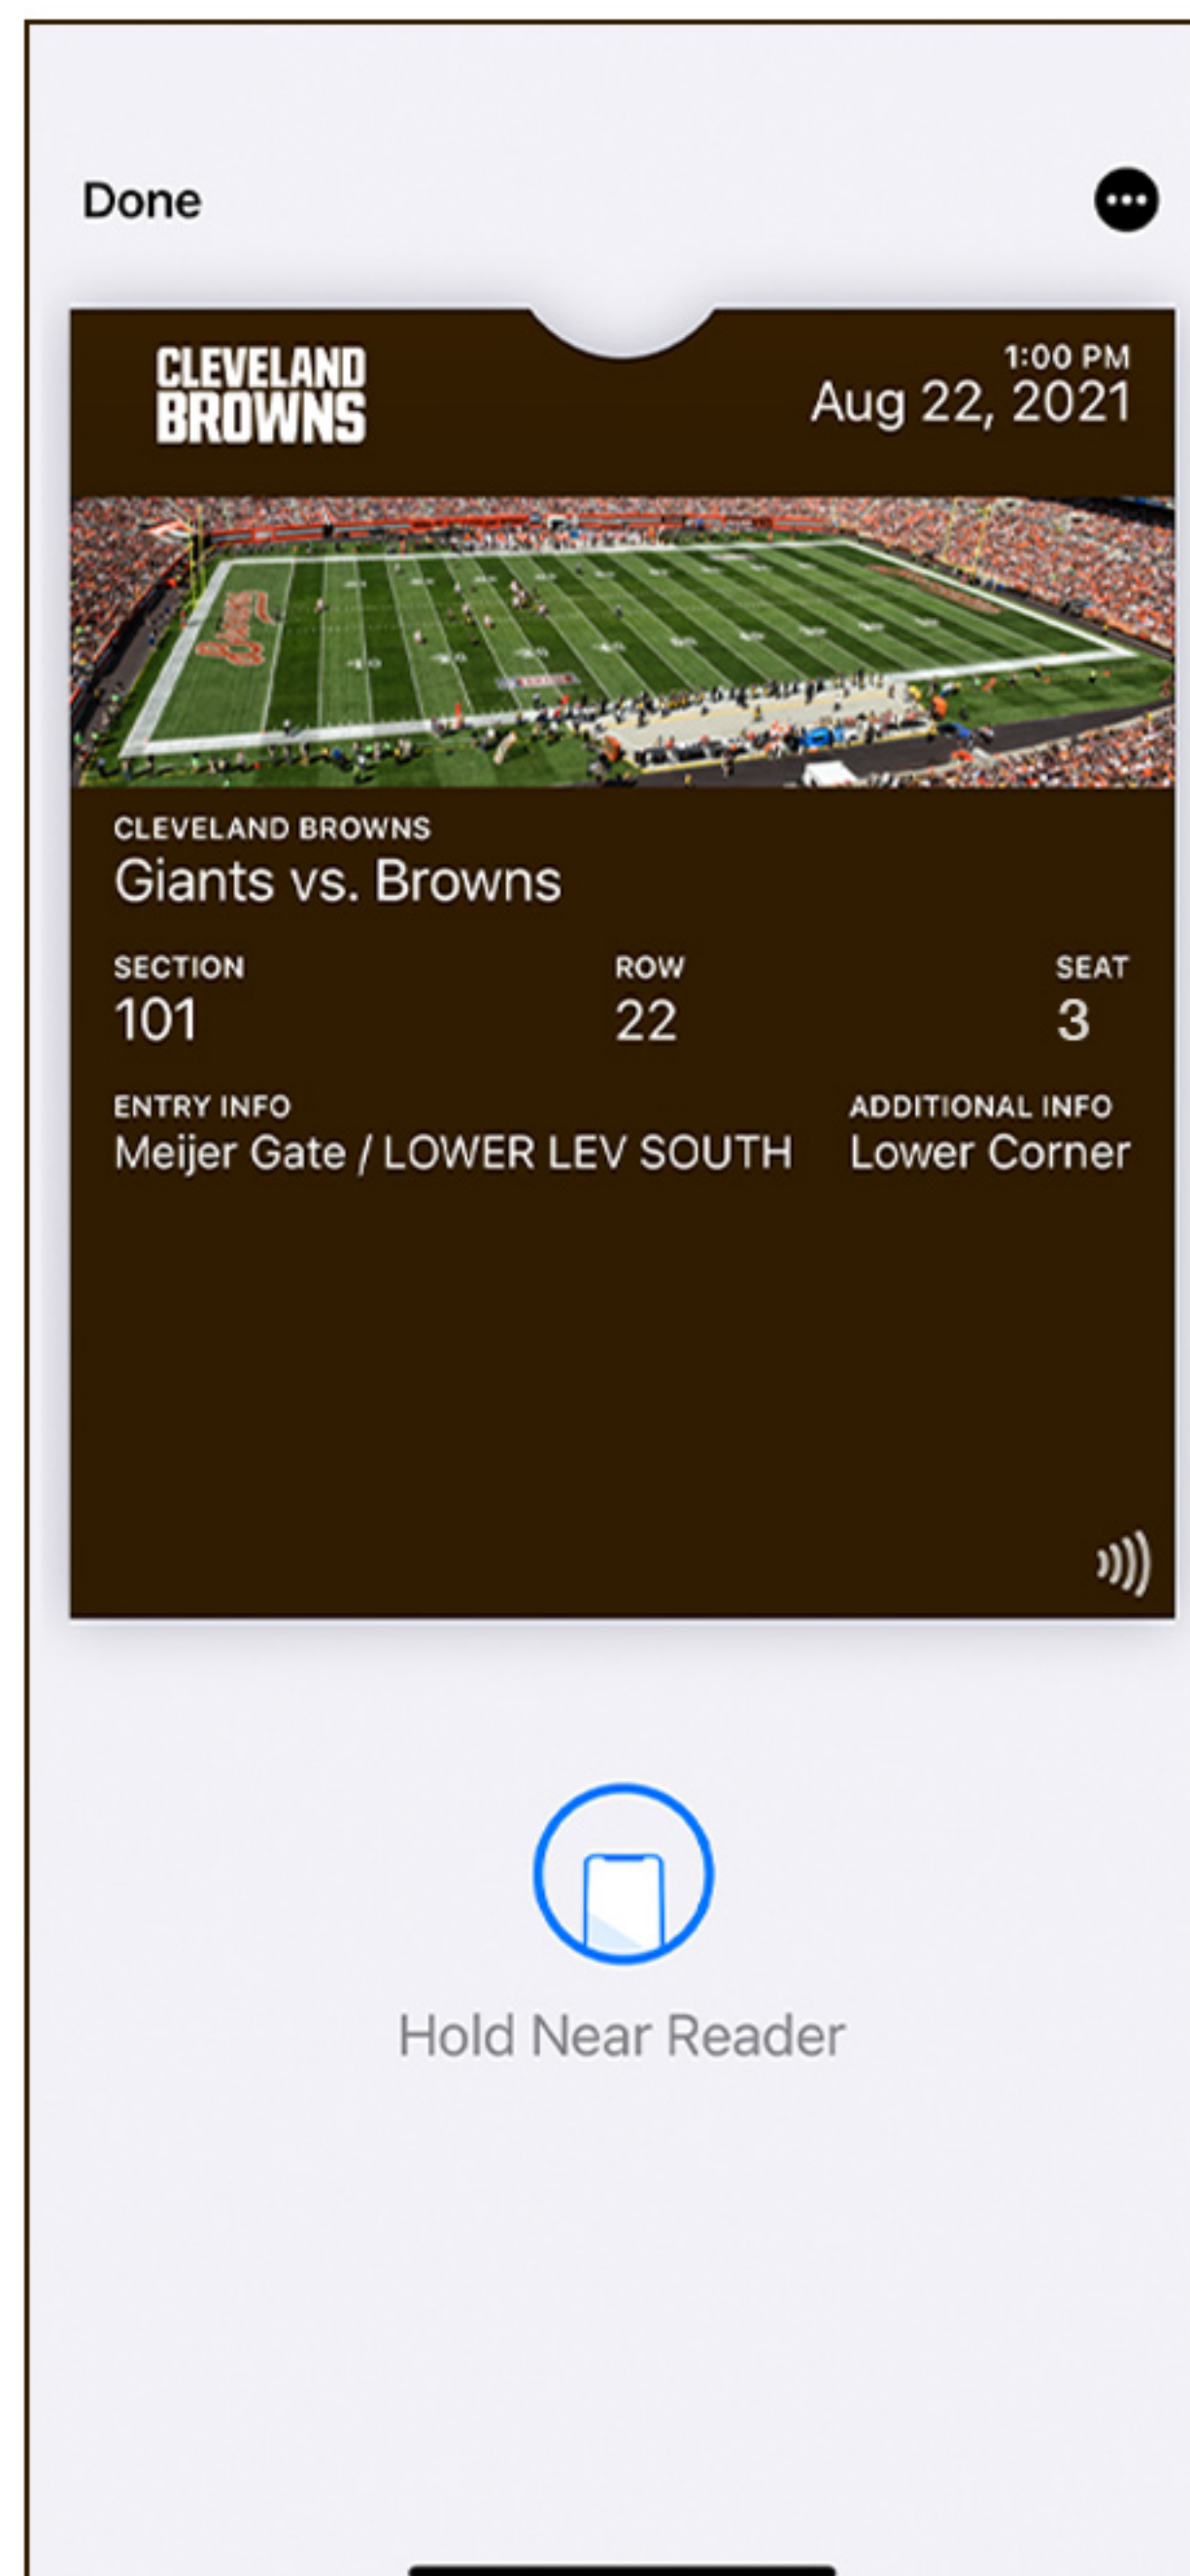 Done
CLEVELAND
BROWNS
1:00 PM
Aug 22, 2021
Browns
CLEVELAND BROWNS
Giants vs. Browns
SECTION ROW SEAT
101 22 3
ENTRY INFO ADDITIONAL INFO
Meijer Gate / LOWER LEV SOUTH Lower Corner
Hold Near Reader